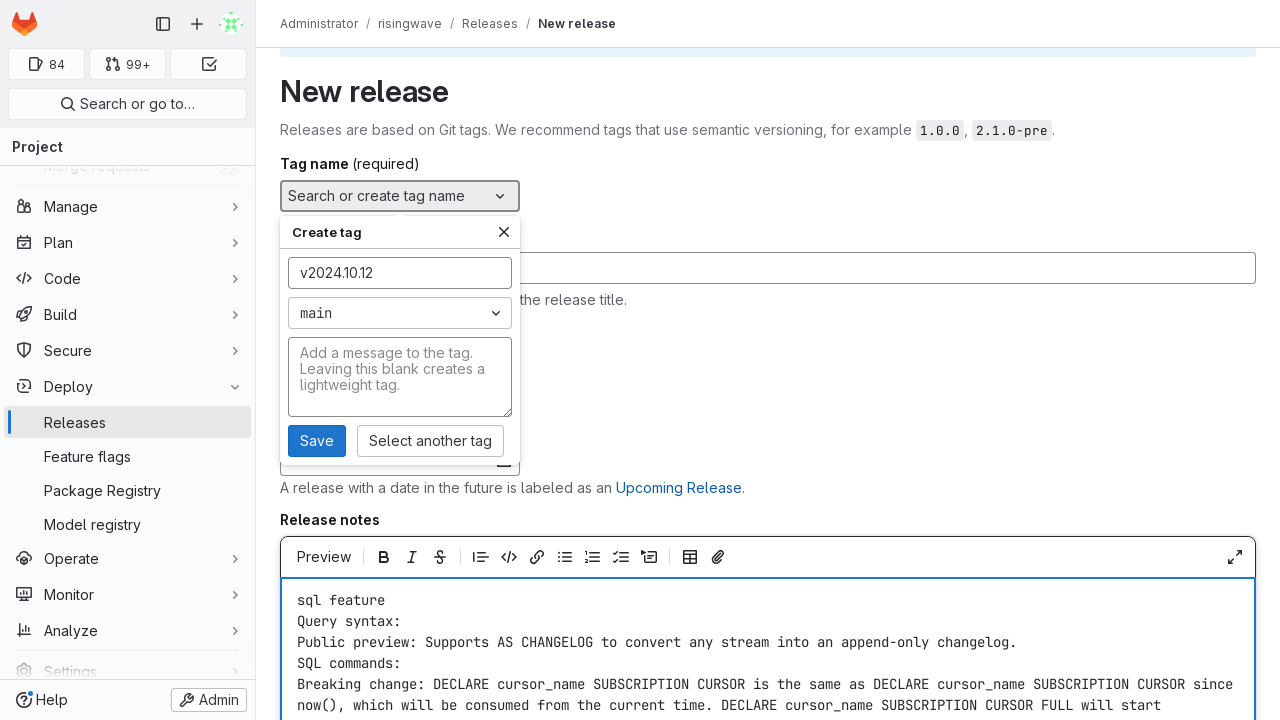 Administrator / risingwave / Releases / New release
84
99+
Search or go to…
Project
Merge requests
Manage
Plan
Code
Build
Secure
Deploy
Releases
Feature flags
Package Registry
Model registry
Operate
Monitor
Analyze
Settings
Help
Admin
New release
Releases are based on Git tags. We recommend tags that use semantic versioning, for example 1.0.0, 2.1.0-pre.
Tag name (required)
Search or create tag name
Create tag
v2024.10.12
the release title.
main
Add a message to the tag.
Leaving this blank creates a
lightweight tag.
Save
Select another tag
A release with a date in the future is labeled as an Upcoming Release.
Release notes
Preview
sql feature
Query syntax:
Public preview: Supports AS CHANGELOG to convert any stream into an append-only changelog.
SQL commands:
Breaking change: DECLARE cursor_name SUBSCRIPTION CURSOR is the same as DECLARE cursor_name SUBSCRIPTION CURSOR since
now(), which will be consumed from the current time. DECLARE cursor_name SUBSCRIPTION CURSOR FULL will start